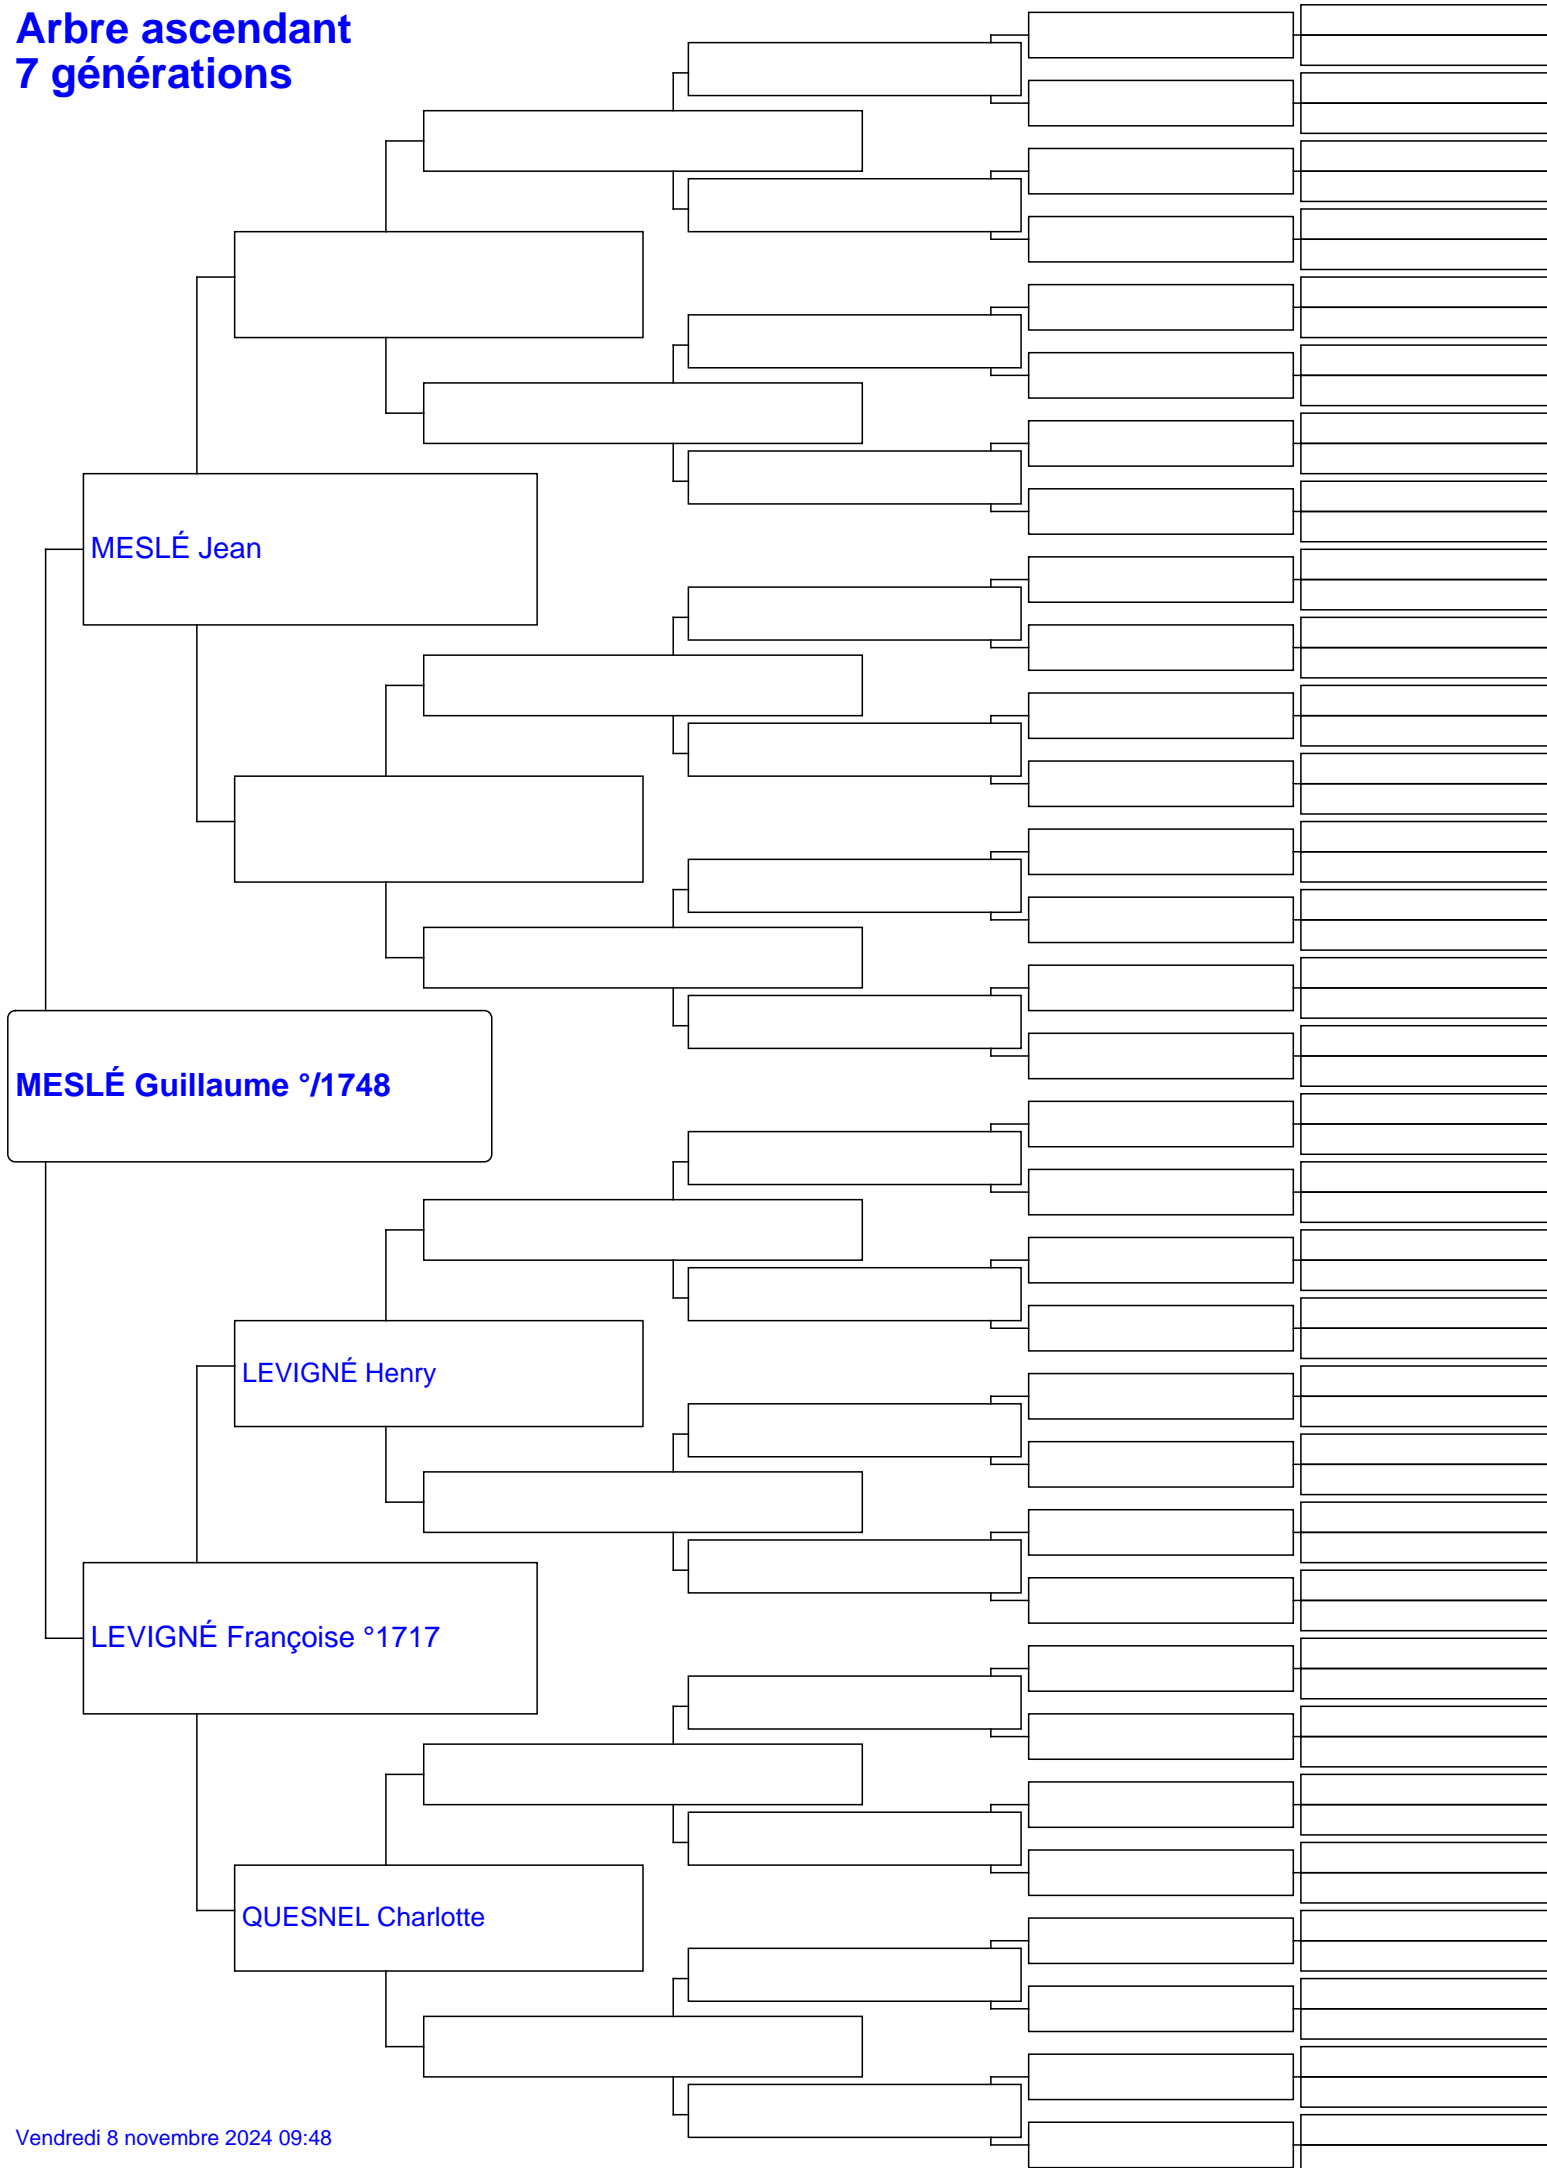 Arbre ascendant
7 générations
MESLÉ Jean
MESLÉ Guillaume °/1748
LEVIGNÉ Henry
LEVIGNÉ Françoise °1717
QUESNEL Charlotte
Vendredi 8 novembre 2024 09:48